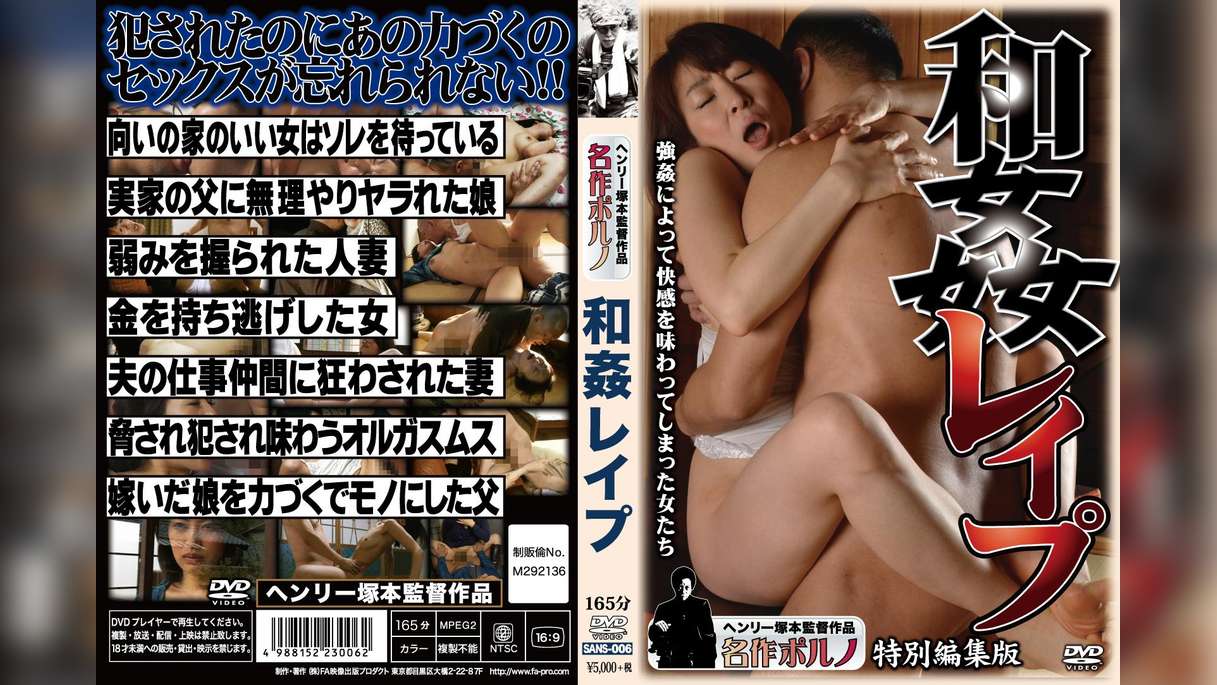 犯されたのにあの力づくの
セックスが忘れられない!!
向いの家のいい女はソレを待っている
実家の父に無理やりヤラれた娘
弱みを握られた人妻
金を持ち逃げした女
夫の仕事仲間に狂わされた妻
脅され犯され味わうオルガスムス
嫁いだ娘を力づくでモノにした父
制販倫No.
M292136
DVD
VIDEO
ヘンリー塚本監督作品
DVDプレイヤーで再生してください。
複製・放送・配信・上映は禁止致します。
18才未満への販売・貸出・展示を禁じます。
4 988152 230062
165分
MPEG2
カラー
複製不能
NTSC
16:9
制作・著作 (株)FA映像出版プロダクト 東京都目黒区大橋2-22-87F http://www.fa-pro.com
ヘンリー塚本監督作品
名作ポルノ
和姦レイプ
165分
DVD
VIDEO
SANS-006
¥5,000+税
和姦
レイプ
強姦によって快感を味わってしまった女たち
ヘンリー塚本監督作品
名作ポルノ
特別編集版
DVD
VIDEO